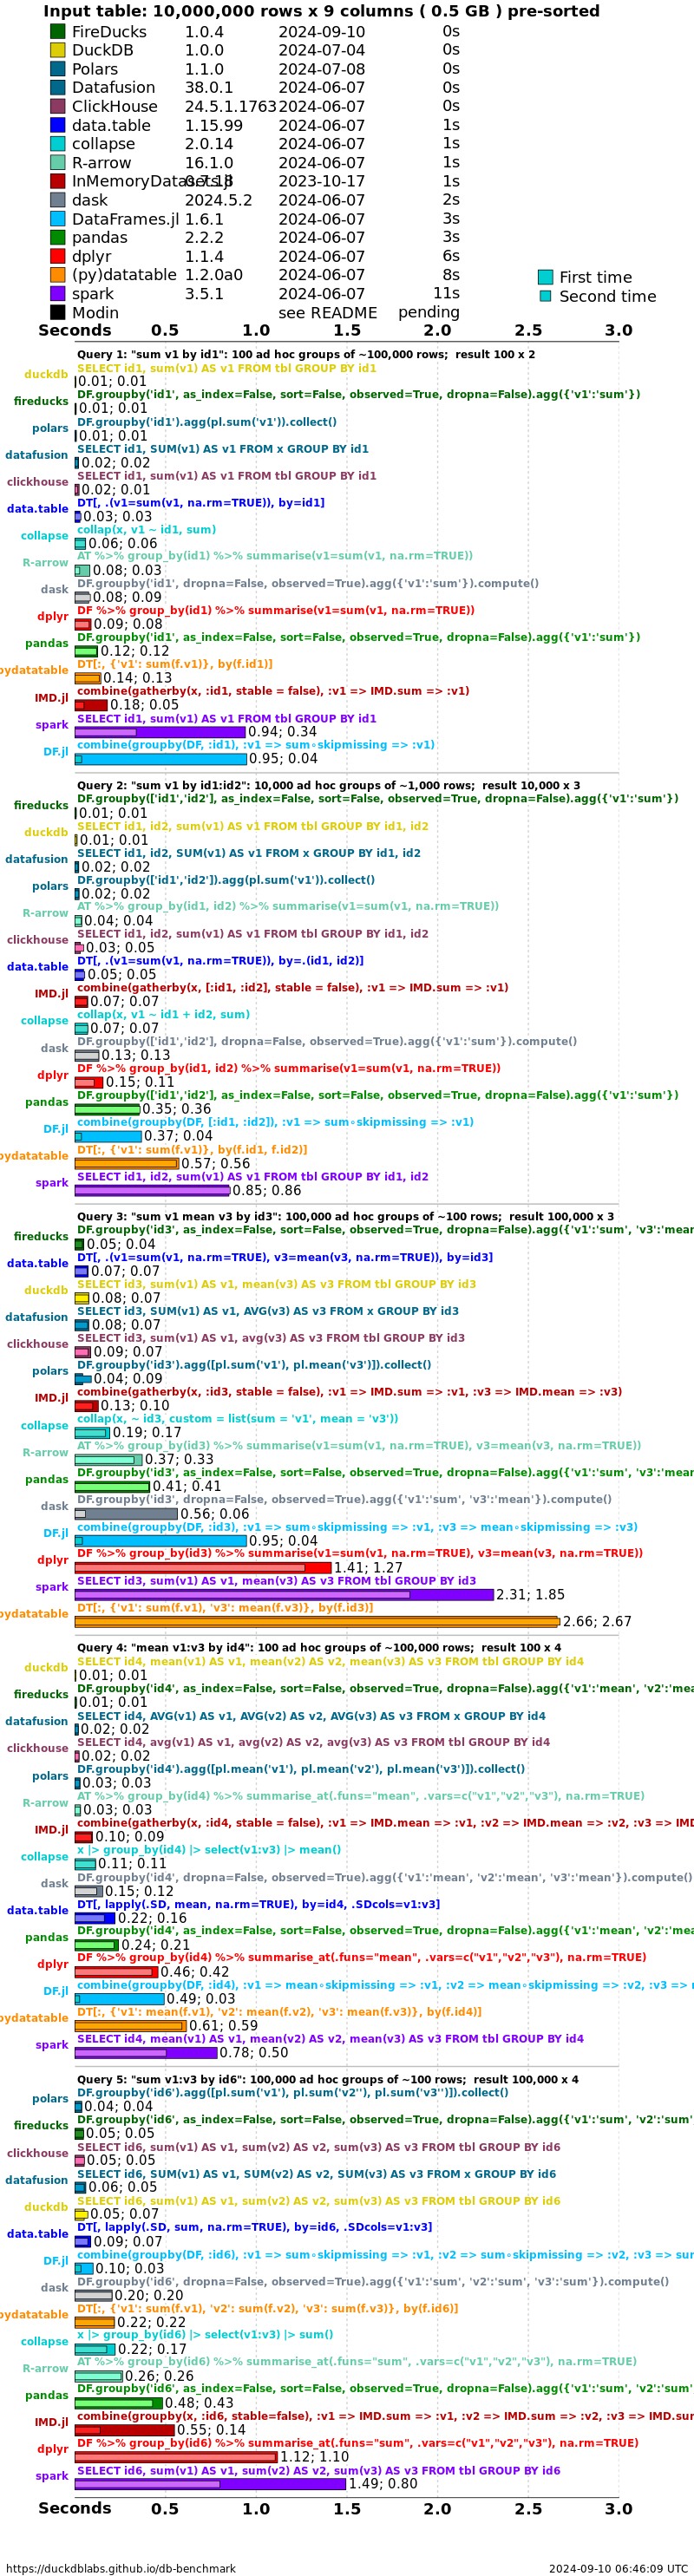 Input table: 10,000,000 rows x 9 columns ( 0.5 GB ) pre-sorted
FireDucks 1.0.4 2024-09-10 0s
DuckDB 1.0.0 2024-07-04 0s
Polars 1.1.0 2024-07-08 0s
Datafusion 38.0.1 2024-06-07 0s
ClickHouse 24.5.1.1763 2024-06-07 0s
data.table 1.15.99 2024-06-07 1s
collapse 2.0.14 2024-06-07 1s
R-arrow 16.1.0 2024-06-07 1s
InMemoryDatasets.jl 0.7.18 2023-10-17 1s
dask 2024.5.2 2024-06-07 2s
DataFrames.jl 1.6.1 2024-06-07 3s
pandas 2.2.2 2024-06-07 3s
dplyr 1.1.4 2024-06-07 6s
(py)datatable 1.2.0a0 2024-06-07 8s
spark 3.5.1 2024-06-07 11s
Modin see README pending
First time
Second time
Seconds 0.5 1.0 1.5 2.0 2.5 3.0
Query 1: "sum v1 by id1": 100 ad hoc groups of ~100,000 rows; result 100 x 2
duckdb SELECT id1, sum(v1) AS v1 FROM tbl GROUP BY id1
0.01; 0.01
fireducks DF.groupby('id1', as_index=False, sort=False, observed=True, dropna=False).agg({'v1':'sum'})
0.01; 0.01
polars DF.groupby('id1').agg(pl.sum('v1')).collect()
0.01; 0.01
datafusion SELECT id1, SUM(v1) AS v1 FROM x GROUP BY id1
0.02; 0.02
clickhouse SELECT id1, sum(v1) AS v1 FROM tbl GROUP BY id1
0.02; 0.01
data.table DT[, .(v1=sum(v1, na.rm=TRUE)), by=id1]
0.03; 0.03
collapse collap(x, v1 ~ id1, sum)
0.06; 0.06
R-arrow AT %>% group_by(id1) %>% summarise(v1=sum(v1, na.rm=TRUE))
0.08; 0.03
dask DF.groupby('id1', dropna=False, observed=True).agg({'v1':'sum'}).compute()
0.08; 0.09
dplyr DF %>% group_by(id1) %>% summarise(v1=sum(v1, na.rm=TRUE))
0.09; 0.08
pandas DF.groupby('id1', as_index=False, sort=False, observed=True, dropna=False).agg({'v1':'sum'})
0.12; 0.12
pydatatable DT[:, {'v1': sum(f.v1)}, by(f.id1)]
0.14; 0.13
IMD.jl combine(gatherby(x, :id1, stable = false), :v1 => IMD.sum => :v1)
0.18; 0.05
spark SELECT id1, sum(v1) AS v1 FROM tbl GROUP BY id1
0.94; 0.34
DF.jl combine(groupby(DF, :id1), :v1 => sum∘skipmissing => :v1)
0.95; 0.04
Query 2: "sum v1 by id1:id2": 10,000 ad hoc groups of ~1,000 rows; result 10,000 x 3
fireducks DF.groupby(['id1','id2'], as_index=False, sort=False, observed=True, dropna=False).agg({'v1':'sum'})
0.01; 0.01
duckdb SELECT id1, id2, sum(v1) AS v1 FROM tbl GROUP BY id1, id2
0.01; 0.01
datafusion SELECT id1, id2, SUM(v1) AS v1 FROM x GROUP BY id1, id2
0.02; 0.02
polars DF.groupby(['id1','id2']).agg(pl.sum('v1')).collect()
0.02; 0.02
R-arrow AT %>% group_by(id1, id2) %>% summarise(v1=sum(v1, na.rm=TRUE))
0.04; 0.04
clickhouse SELECT id1, id2, sum(v1) AS v1 FROM tbl GROUP BY id1, id2
0.03; 0.05
data.table DT[, .(v1=sum(v1, na.rm=TRUE)), by=.(id1, id2)]
0.05; 0.05
IMD.jl combine(gatherby(x, [:id1, :id2], stable = false), :v1 => IMD.sum => :v1)
0.07; 0.07
collapse collap(x, v1 ~ id1 + id2, sum)
0.07; 0.07
dask DF.groupby(['id1','id2'], dropna=False, observed=True).agg({'v1':'sum'}).compute()
0.13; 0.13
dplyr DF %>% group_by(id1, id2) %>% summarise(v1=sum(v1, na.rm=TRUE))
0.15; 0.11
pandas DF.groupby(['id1','id2'], as_index=False, sort=False, observed=True, dropna=False).agg({'v1':'sum'})
0.35; 0.36
DF.jl combine(groupby(DF, [:id1, :id2]), :v1 => sum∘skipmissing => :v1)
0.37; 0.04
pydatatable DT[:, {'v1': sum(f.v1)}, by(f.id1, f.id2)]
0.57; 0.56
spark SELECT id1, id2, sum(v1) AS v1 FROM tbl GROUP BY id1, id2
0.85; 0.86
Query 3: "sum v1 mean v3 by id3": 100,000 ad hoc groups of ~100 rows; result 100,000 x 3
fireducks DF.groupby('id3', as_index=False, sort=False, observed=True, dropna=False).agg({'v1':'sum', 'v3':'mean
0.05; 0.04
data.table DT[, .(v1=sum(v1, na.rm=TRUE), v3=mean(v3, na.rm=TRUE)), by=id3]
0.07; 0.07
duckdb SELECT id3, sum(v1) AS v1, mean(v3) AS v3 FROM tbl GROUP BY id3
0.08; 0.07
datafusion SELECT id3, SUM(v1) AS v1, AVG(v3) AS v3 FROM x GROUP BY id3
0.08; 0.07
clickhouse SELECT id3, sum(v1) AS v1, avg(v3) AS v3 FROM tbl GROUP BY id3
0.09; 0.07
polars DF.groupby('id3').agg([pl.sum('v1'), pl.mean('v3')]).collect()
0.04; 0.09
IMD.jl combine(gatherby(x, :id3, stable = false), :v1 => IMD.sum => :v1, :v3 => IMD.mean => :v3)
0.13; 0.10
collapse collap(x, ~ id3, custom = list(sum = 'v1', mean = 'v3'))
0.19; 0.17
R-arrow AT %>% group_by(id3) %>% summarise(v1=sum(v1, na.rm=TRUE), v3=mean(v3, na.rm=TRUE))
0.37; 0.33
pandas DF.groupby('id3', as_index=False, sort=False, observed=True, dropna=False).agg({'v1':'sum', 'v3':'mean
0.41; 0.41
dask DF.groupby('id3', dropna=False, observed=True).agg({'v1':'sum', 'v3':'mean'}).compute()
0.56; 0.06
DF.jl combine(groupby(DF, :id3), :v1 => sum∘skipmissing => :v1, :v3 => mean∘skipmissing => :v3)
0.95; 0.04
dplyr DF %>% group_by(id3) %>% summarise(v1=sum(v1, na.rm=TRUE), v3=mean(v3, na.rm=TRUE))
1.41; 1.27
spark SELECT id3, sum(v1) AS v1, mean(v3) AS v3 FROM tbl GROUP BY id3
2.31; 1.85
pydatatable DT[:, {'v1': sum(f.v1), 'v3': mean(f.v3)}, by(f.id3)]
2.66; 2.67
Query 4: "mean v1:v3 by id4": 100 ad hoc groups of ~100,000 rows; result 100 x 4
duckdb SELECT id4, mean(v1) AS v1, mean(v2) AS v2, mean(v3) AS v3 FROM tbl GROUP BY id4
0.01; 0.01
fireducks DF.groupby('id4', as_index=False, sort=False, observed=True, dropna=False).agg({'v1':'mean', 'v2':'mea
0.01; 0.01
datafusion SELECT id4, AVG(v1) AS v1, AVG(v2) AS v2, AVG(v3) AS v3 FROM x GROUP BY id4
0.02; 0.02
clickhouse SELECT id4, avg(v1) AS v1, avg(v2) AS v2, avg(v3) AS v3 FROM tbl GROUP BY id4
0.02; 0.02
polars DF.groupby('id4').agg([pl.mean('v1'), pl.mean('v2'), pl.mean('v3')]).collect()
0.03; 0.03
R-arrow AT %>% group_by(id4) %>% summarise_at(.funs="mean", .vars=c("v1","v2","v3"), na.rm=TRUE)
0.03; 0.03
IMD.jl combine(gatherby(x, :id4, stable = false), :v1 => IMD.mean => :v1, :v2 => IMD.mean => :v2, :v3 => IMD
0.10; 0.09
collapse x |> group_by(id4) |> select(v1:v3) |> mean()
0.11; 0.11
dask DF.groupby('id4', dropna=False, observed=True).agg({'v1':'mean', 'v2':'mean', 'v3':'mean'}).compute()
0.15; 0.12
data.table DT[, lapply(.SD, mean, na.rm=TRUE), by=id4, .SDcols=v1:v3]
0.22; 0.16
pandas DF.groupby('id4', as_index=False, sort=False, observed=True, dropna=False).agg({'v1':'mean', 'v2':'mea
0.24; 0.21
dplyr DF %>% group_by(id4) %>% summarise_at(.funs="mean", .vars=c("v1","v2","v3"), na.rm=TRUE)
0.46; 0.42
DF.jl combine(groupby(DF, :id4), :v1 => mean∘skipmissing => :v1, :v2 => mean∘skipmissing => :v2, :v3 => m
0.49; 0.03
pydatatable DT[:, {'v1': mean(f.v1), 'v2': mean(f.v2), 'v3': mean(f.v3)}, by(f.id4)]
0.61; 0.59
spark SELECT id4, mean(v1) AS v1, mean(v2) AS v2, mean(v3) AS v3 FROM tbl GROUP BY id4
0.78; 0.50
Query 5: "sum v1:v3 by id6": 100,000 ad hoc groups of ~100 rows; result 100,000 x 4
polars DF.groupby('id6').agg([pl.sum('v1'), pl.sum('v2''), pl.sum('v3'')]).collect()
0.04; 0.04
fireducks DF.groupby('id6', as_index=False, sort=False, observed=True, dropna=False).agg({'v1':'sum', 'v2':'sum'
0.05; 0.05
clickhouse SELECT id6, sum(v1) AS v1, sum(v2) AS v2, sum(v3) AS v3 FROM tbl GROUP BY id6
0.05; 0.05
datafusion SELECT id6, SUM(v1) AS v1, SUM(v2) AS v2, SUM(v3) AS v3 FROM x GROUP BY id6
0.06; 0.05
duckdb SELECT id6, sum(v1) AS v1, sum(v2) AS v2, sum(v3) AS v3 FROM tbl GROUP BY id6
0.05; 0.07
data.table DT[, lapply(.SD, sum, na.rm=TRUE), by=id6, .SDcols=v1:v3]
0.09; 0.07
DF.jl combine(groupby(DF, :id6), :v1 => sum∘skipmissing => :v1, :v2 => sum∘skipmissing => :v2, :v3 => sum
0.10; 0.03
dask DF.groupby('id6', dropna=False, observed=True).agg({'v1':'sum', 'v2':'sum', 'v3':'sum'}).compute()
0.20; 0.20
pydatatable DT[:, {'v1': sum(f.v1), 'v2': sum(f.v2), 'v3': sum(f.v3)}, by(f.id6)]
0.22; 0.22
collapse x |> group_by(id6) |> select(v1:v3) |> sum()
0.22; 0.17
R-arrow AT %>% group_by(id6) %>% summarise_at(.funs="sum", .vars=c("v1","v2","v3"), na.rm=TRUE)
0.26; 0.26
pandas DF.groupby('id6', as_index=False, sort=False, observed=True, dropna=False).agg({'v1':'sum', 'v2':'sum'
0.48; 0.43
IMD.jl combine(groupby(x, :id6, stable=false), :v1 => IMD.sum => :v1, :v2 => IMD.sum => :v2, :v3 => IMD.sum
0.55; 0.14
dplyr DF %>% group_by(id6) %>% summarise_at(.funs="sum", .vars=c("v1","v2","v3"), na.rm=TRUE)
1.12; 1.10
spark SELECT id6, sum(v1) AS v1, sum(v2) AS v2, sum(v3) AS v3 FROM tbl GROUP BY id6
1.49; 0.80
Seconds 0.5 1.0 1.5 2.0 2.5 3.0
https://duckdblabs.github.io/db-benchmark 2024-09-10 06:46:09 UTC